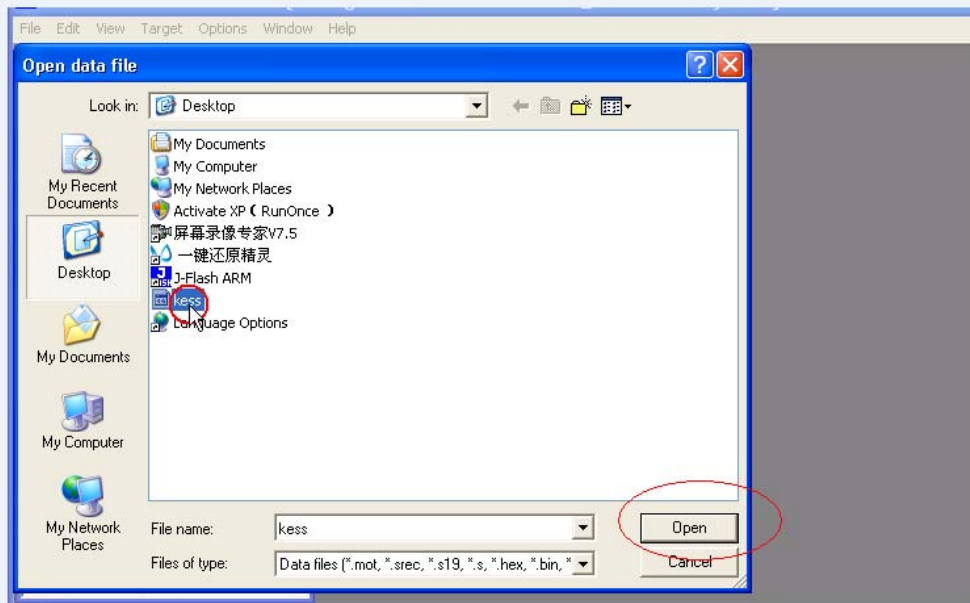 File Edit View Target Options Window Help
Open data file
Look in: Desktop
My Recent Documents
Desktop
My Documents
My Computer
My Network Places
My Documents
My Computer
My Network Places
Activate XP ( RunOnce )
屏幕录像专家V7.5
一键还原精灵
J-Flash ARM
kess
Language Options
File name: kess
Open
Files of type: Data files (*.mot, *.srec, *.s19, *.s, *.hex, *.bin, *
Cancel